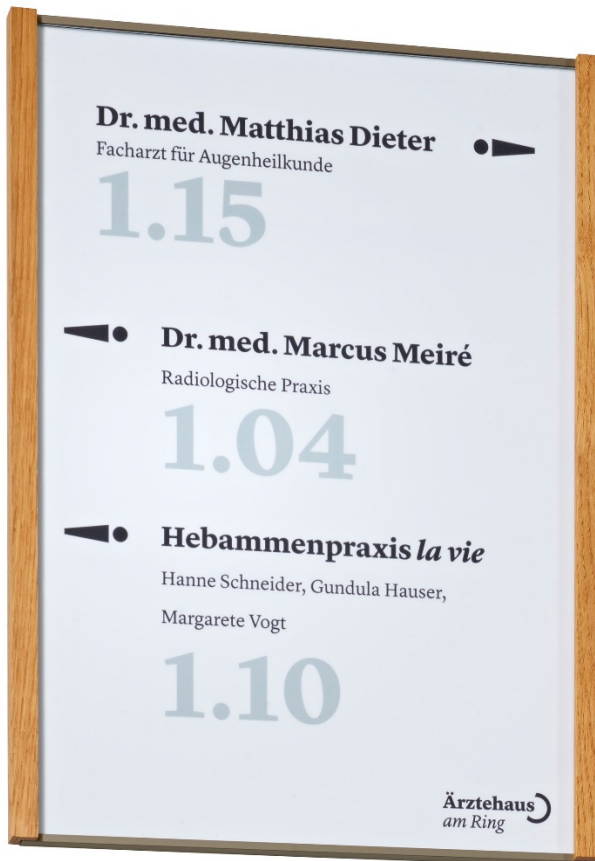 Dr. med. Matthias Dieter
Facharzt für Augenheilkunde
1.15
Dr. med. Marcus Meiré
Radiologische Praxis
1.04
Hebammenpraxis la vie
Hanne Schneider, Gundula Hauser,
Margarete Vogt
1.10
Ärztehaus
am Ring